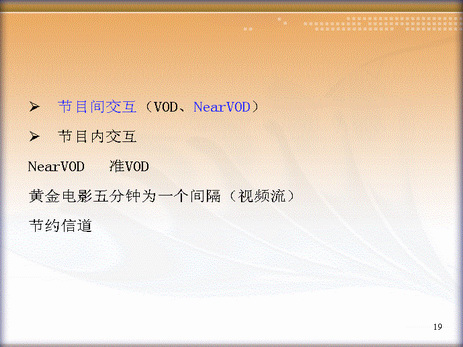 ➢ 节目间交互（VOD、NearVOD）
➢ 节目内交互
NearVOD 准VOD
黄金电影五分钟为一个间隔（视频流）
节约信道
19